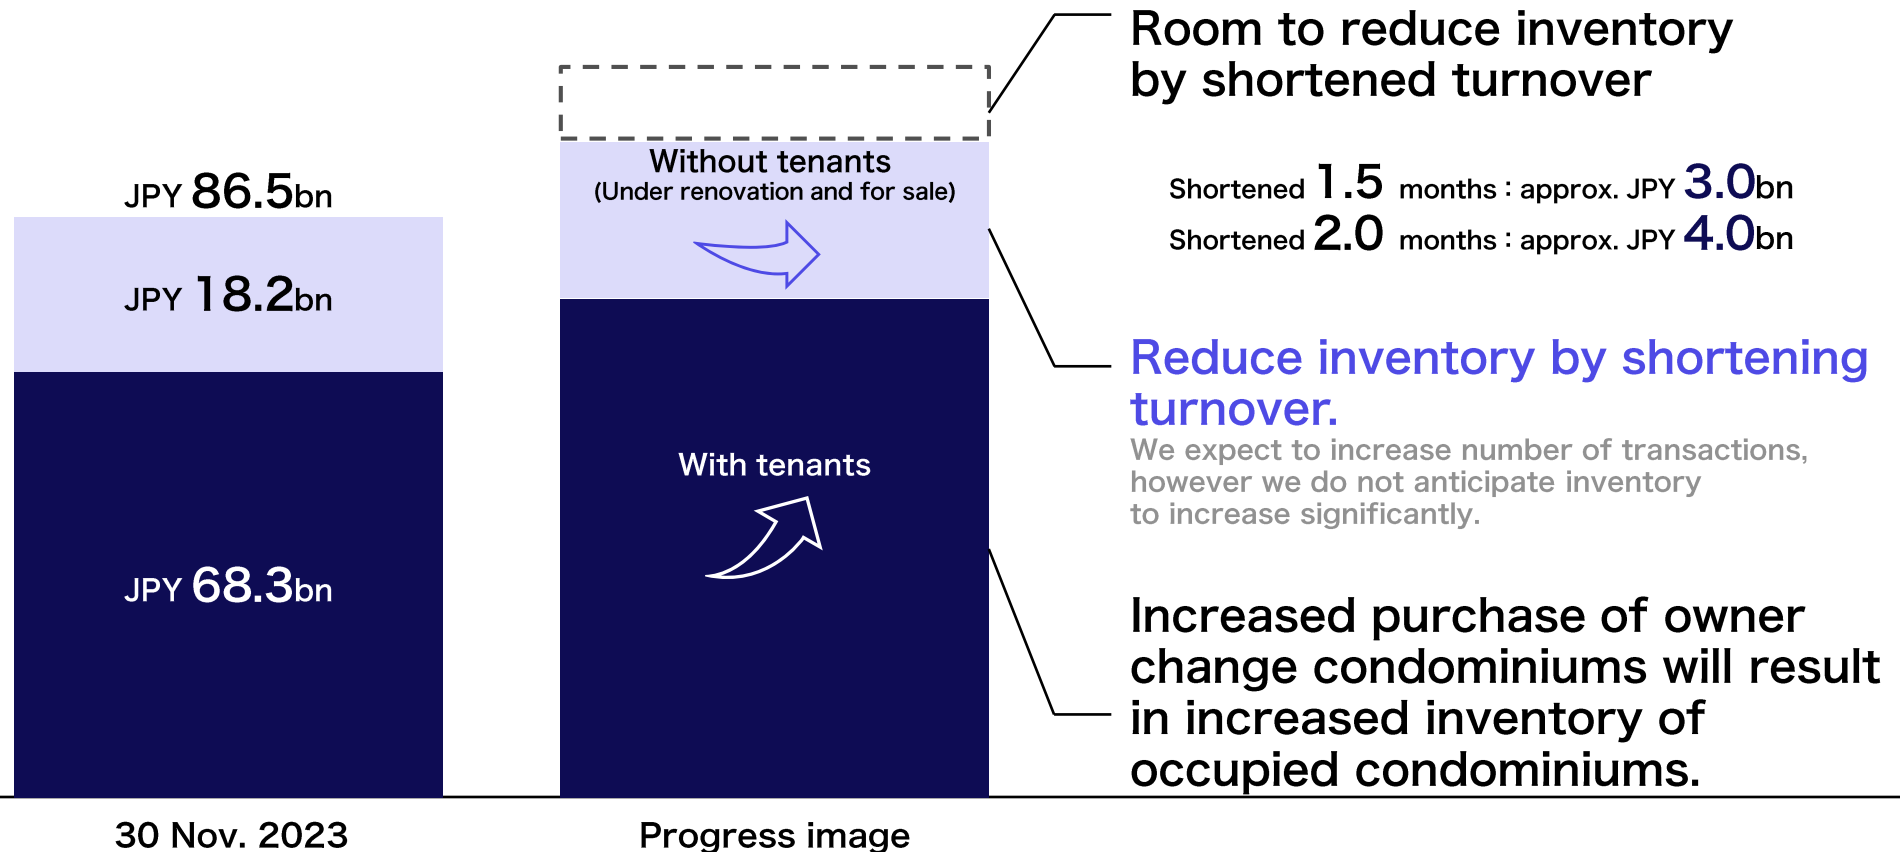 JPY 86.5bn
JPY 18.2bn
JPY 68.3bn
30 Nov. 2023
Without tenants
(Under renovation and for sale)
With tenants
Progress image
Room to reduce inventory
by shortened turnover
Shortened 1.5 months : approx. JPY 3.0bn
Shortened 2.0 months : approx. JPY 4.0bn
Reduce inventory by shortening
turnover.
We expect to increase number of transactions,
however we do not anticipate inventory
to increase significantly.
Increased purchase of owner
change condominiums will result
in increased inventory of
occupied condominiums.